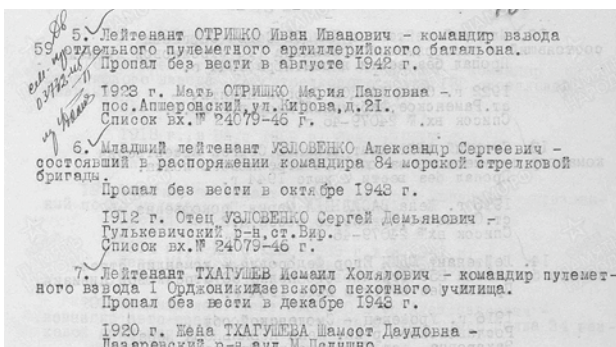 5. Лейтенант ОТРИШКО Иван Иванович - командир взвода
59 отдельного пулеметного артиллерийского батальона.
Пропал без вести в августе 1942 г.
1923 г. Мать ОТРИШКО Мария Павловна -
пос.Апшеронский,ул.Кирова,д.21.
Список вх.№ 24079-46 г.
6. Младший лейтенант УЗЛОВЕНКО Александр Сергеевич -
состоявший в распоряжении командира 84 морской стрелковой
бригады.
Пропал без вести в октябре 1943 г.
1912 г. Отец УЗЛОВЕНКО Сергей Демьянович -
Гулькевичский р-н,ст.Вир.
Список вх.№ 24079-46 г.
7. Лейтенант ТХАГУШЕВ Исмаил Холялович - командир пулемет-
ного взвода I Орджоникидзевского пехотного училища.
Пропал без вести в декабре 1943 г.
1920 г. Жена ТХАГУШЕВА Шамсот Даудовна -
Лазаревский р-н,аул